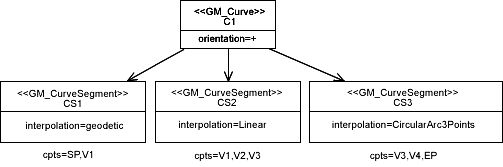 <<GM_Curve>>
C1
orientation=+
<<GM_CurveSegment>>
CS1
interpolation=geodetic
cpts=SP,V1
<<GM_CurveSegment>>
CS2
interpolation=Linear
cpts=V1,V2,V3
<<GM_CurveSegment>>
CS3
interpolation=CircularArc3Points
cpts=V3,V4,EP